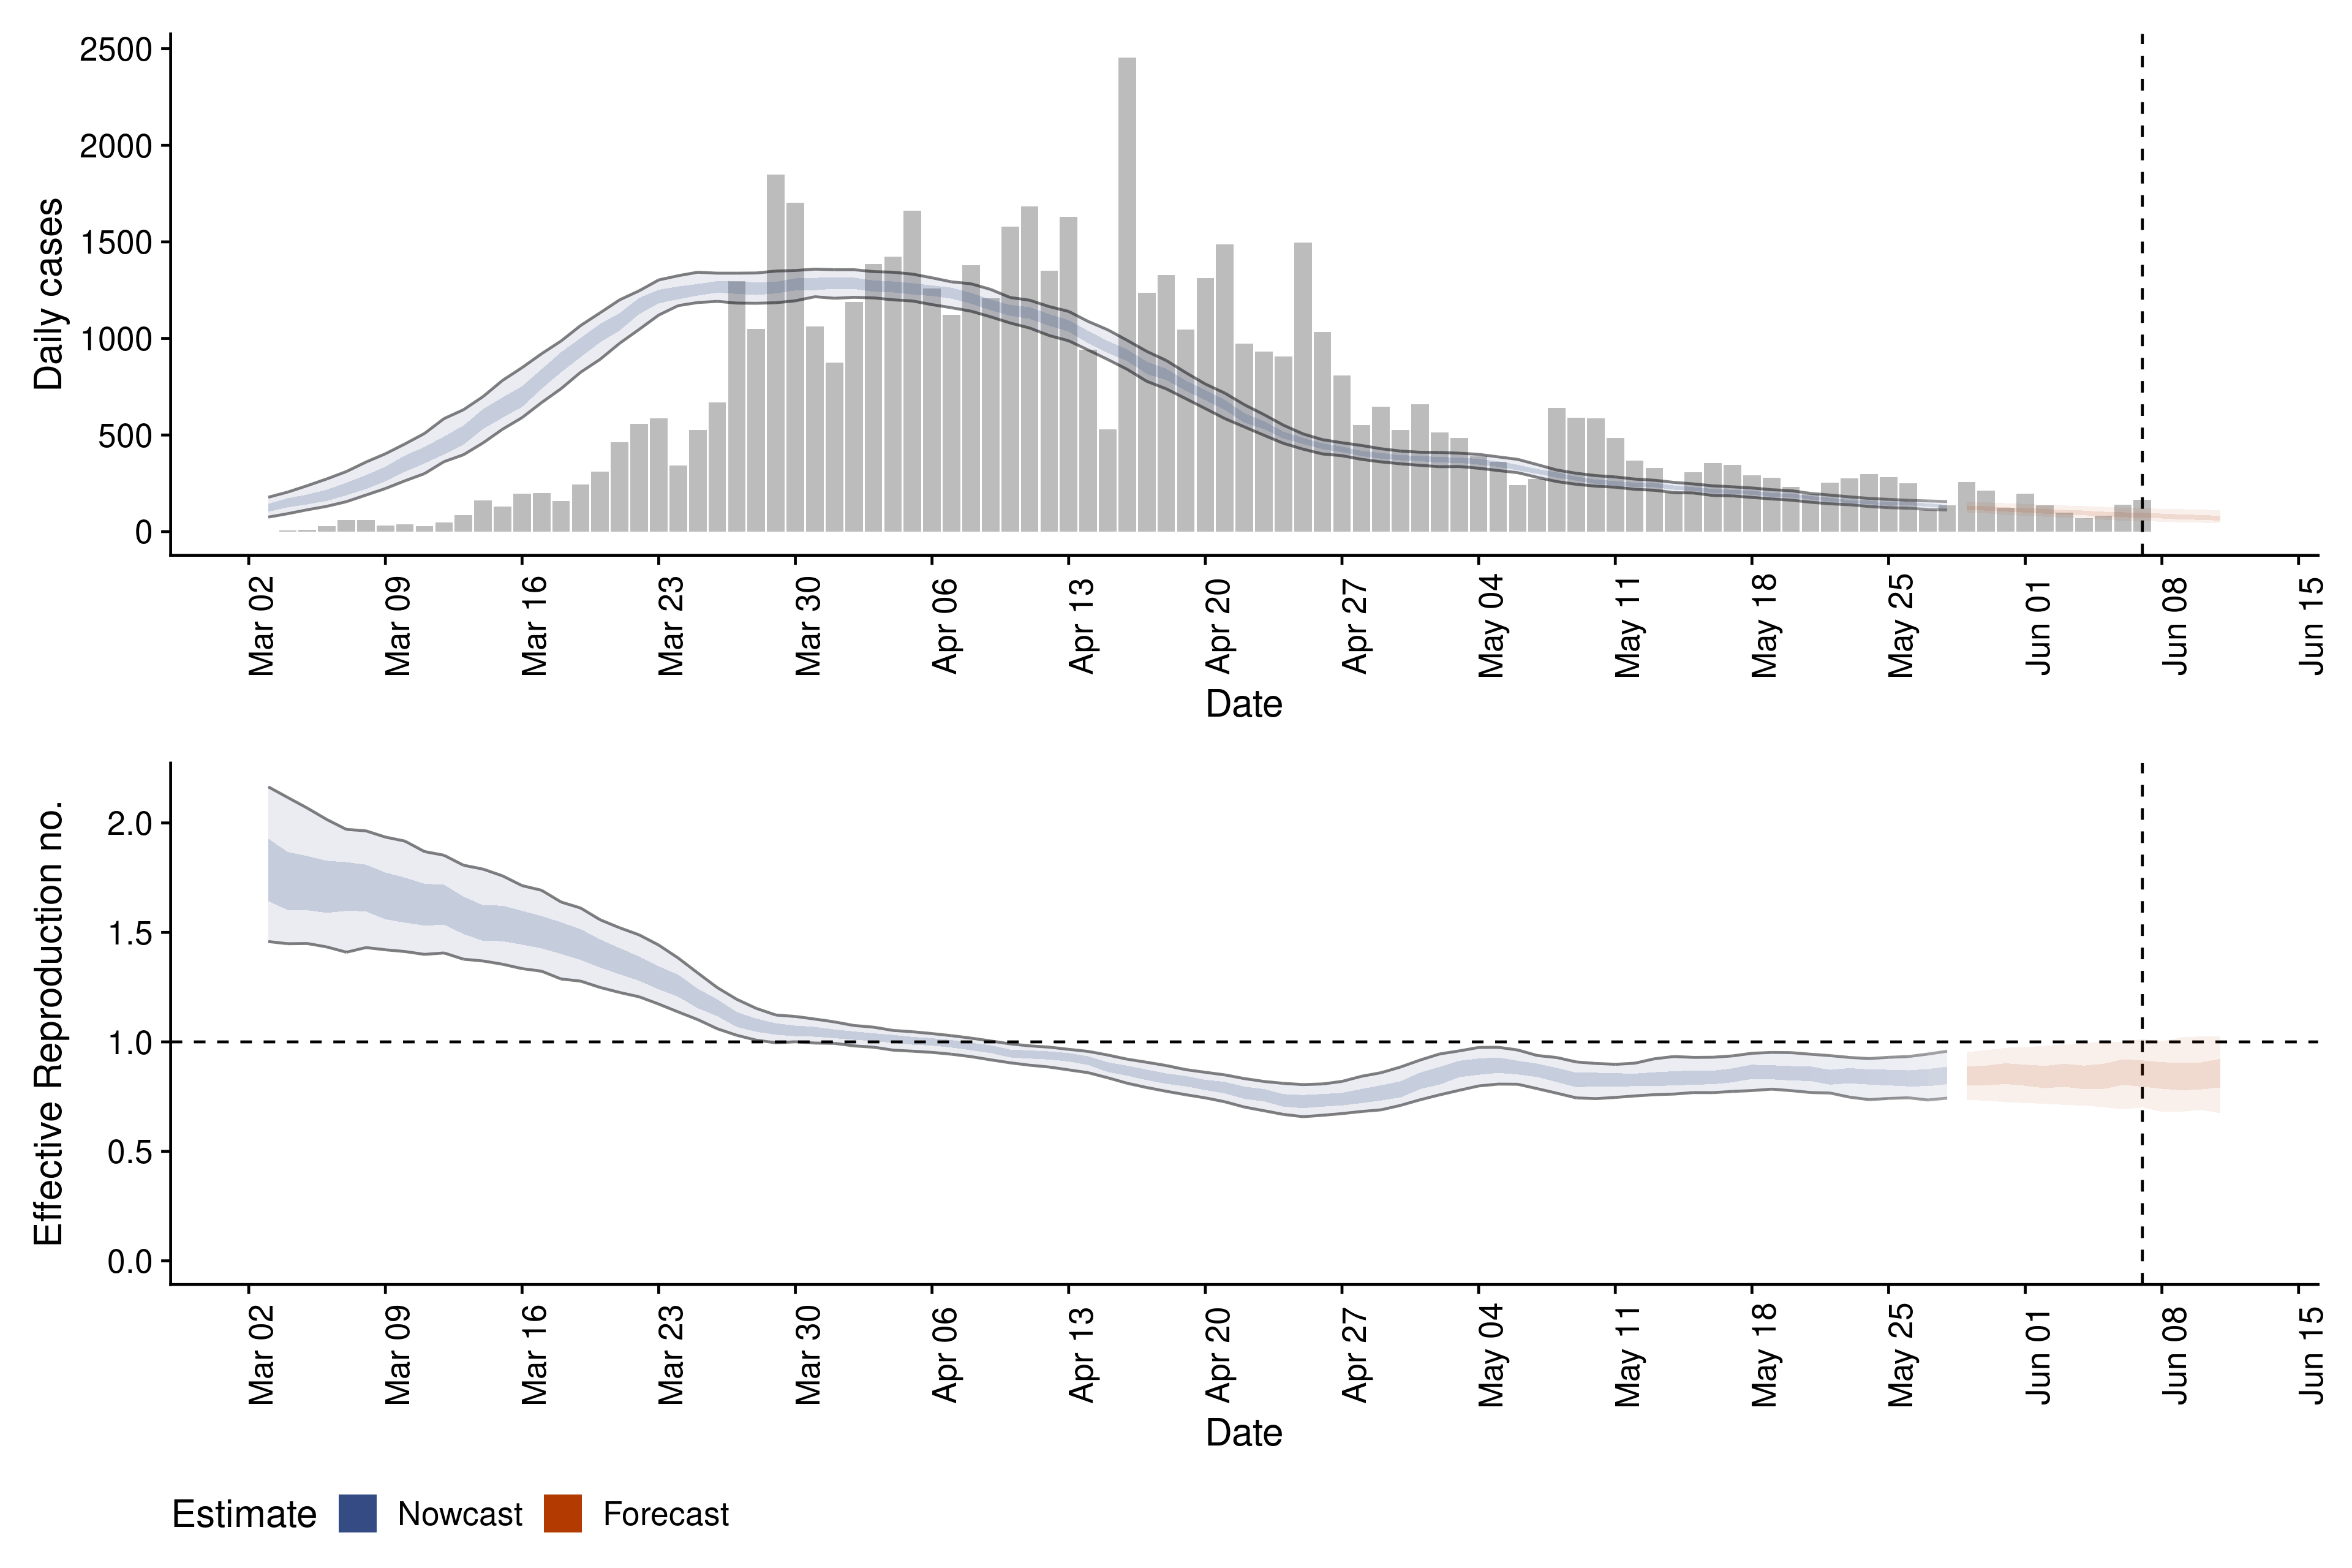 2500
2000
1500
1000
500
0
Daily cases
Mar 02
Mar 09
Mar 16
Mar 23
Mar 30
Apr 06
Apr 13
Apr 20
Apr 27
May 04
May 11
May 18
May 25
Jun 01
Jun 08
Jun 15
Date
2.0
1.5
1.0
0.5
0.0
Effective Reproduction no.
Mar 02
Mar 09
Mar 16
Mar 23
Mar 30
Apr 06
Apr 13
Apr 20
Apr 27
May 04
May 11
May 18
May 25
Jun 01
Jun 08
Jun 15
Date
Estimate Nowcast Forecast